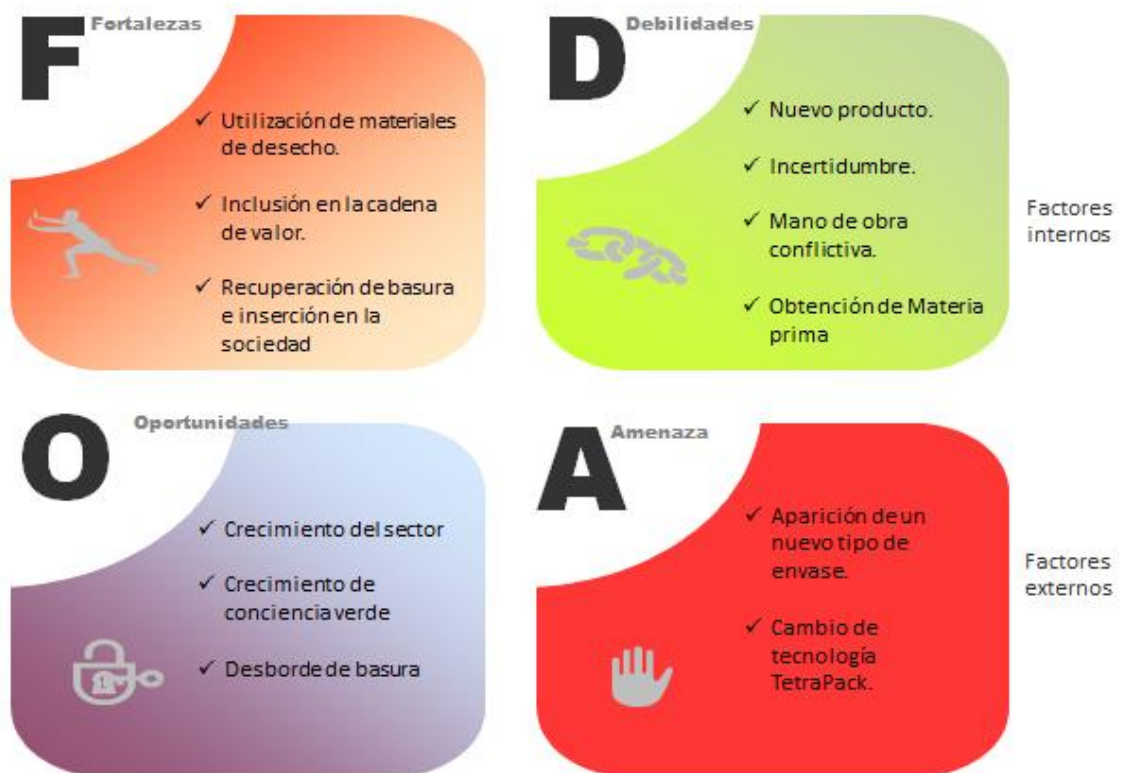 F
Fortalezas
✓ Utilización de materiales
de desecho.
✓ Inclusión en la cadena
de valor.
✓ Recuperación de basura
e inserción en la
sociedad
D
Debilidades
✓ Nuevo producto.
✓ Incertidumbre.
✓ Mano de obra
conflictiva.
✓ Obtención de Materia
prima
Factores
internos
O
Oportunidades
✓ Crecimiento del sector
✓ Crecimiento de
conciencia verde
✓ Desborde de basura
A
Amenaza
✓ Aparición de un
nuevo tipo de
envase.
✓ Cambio de
tecnología
TetraPack.
Factores
externos